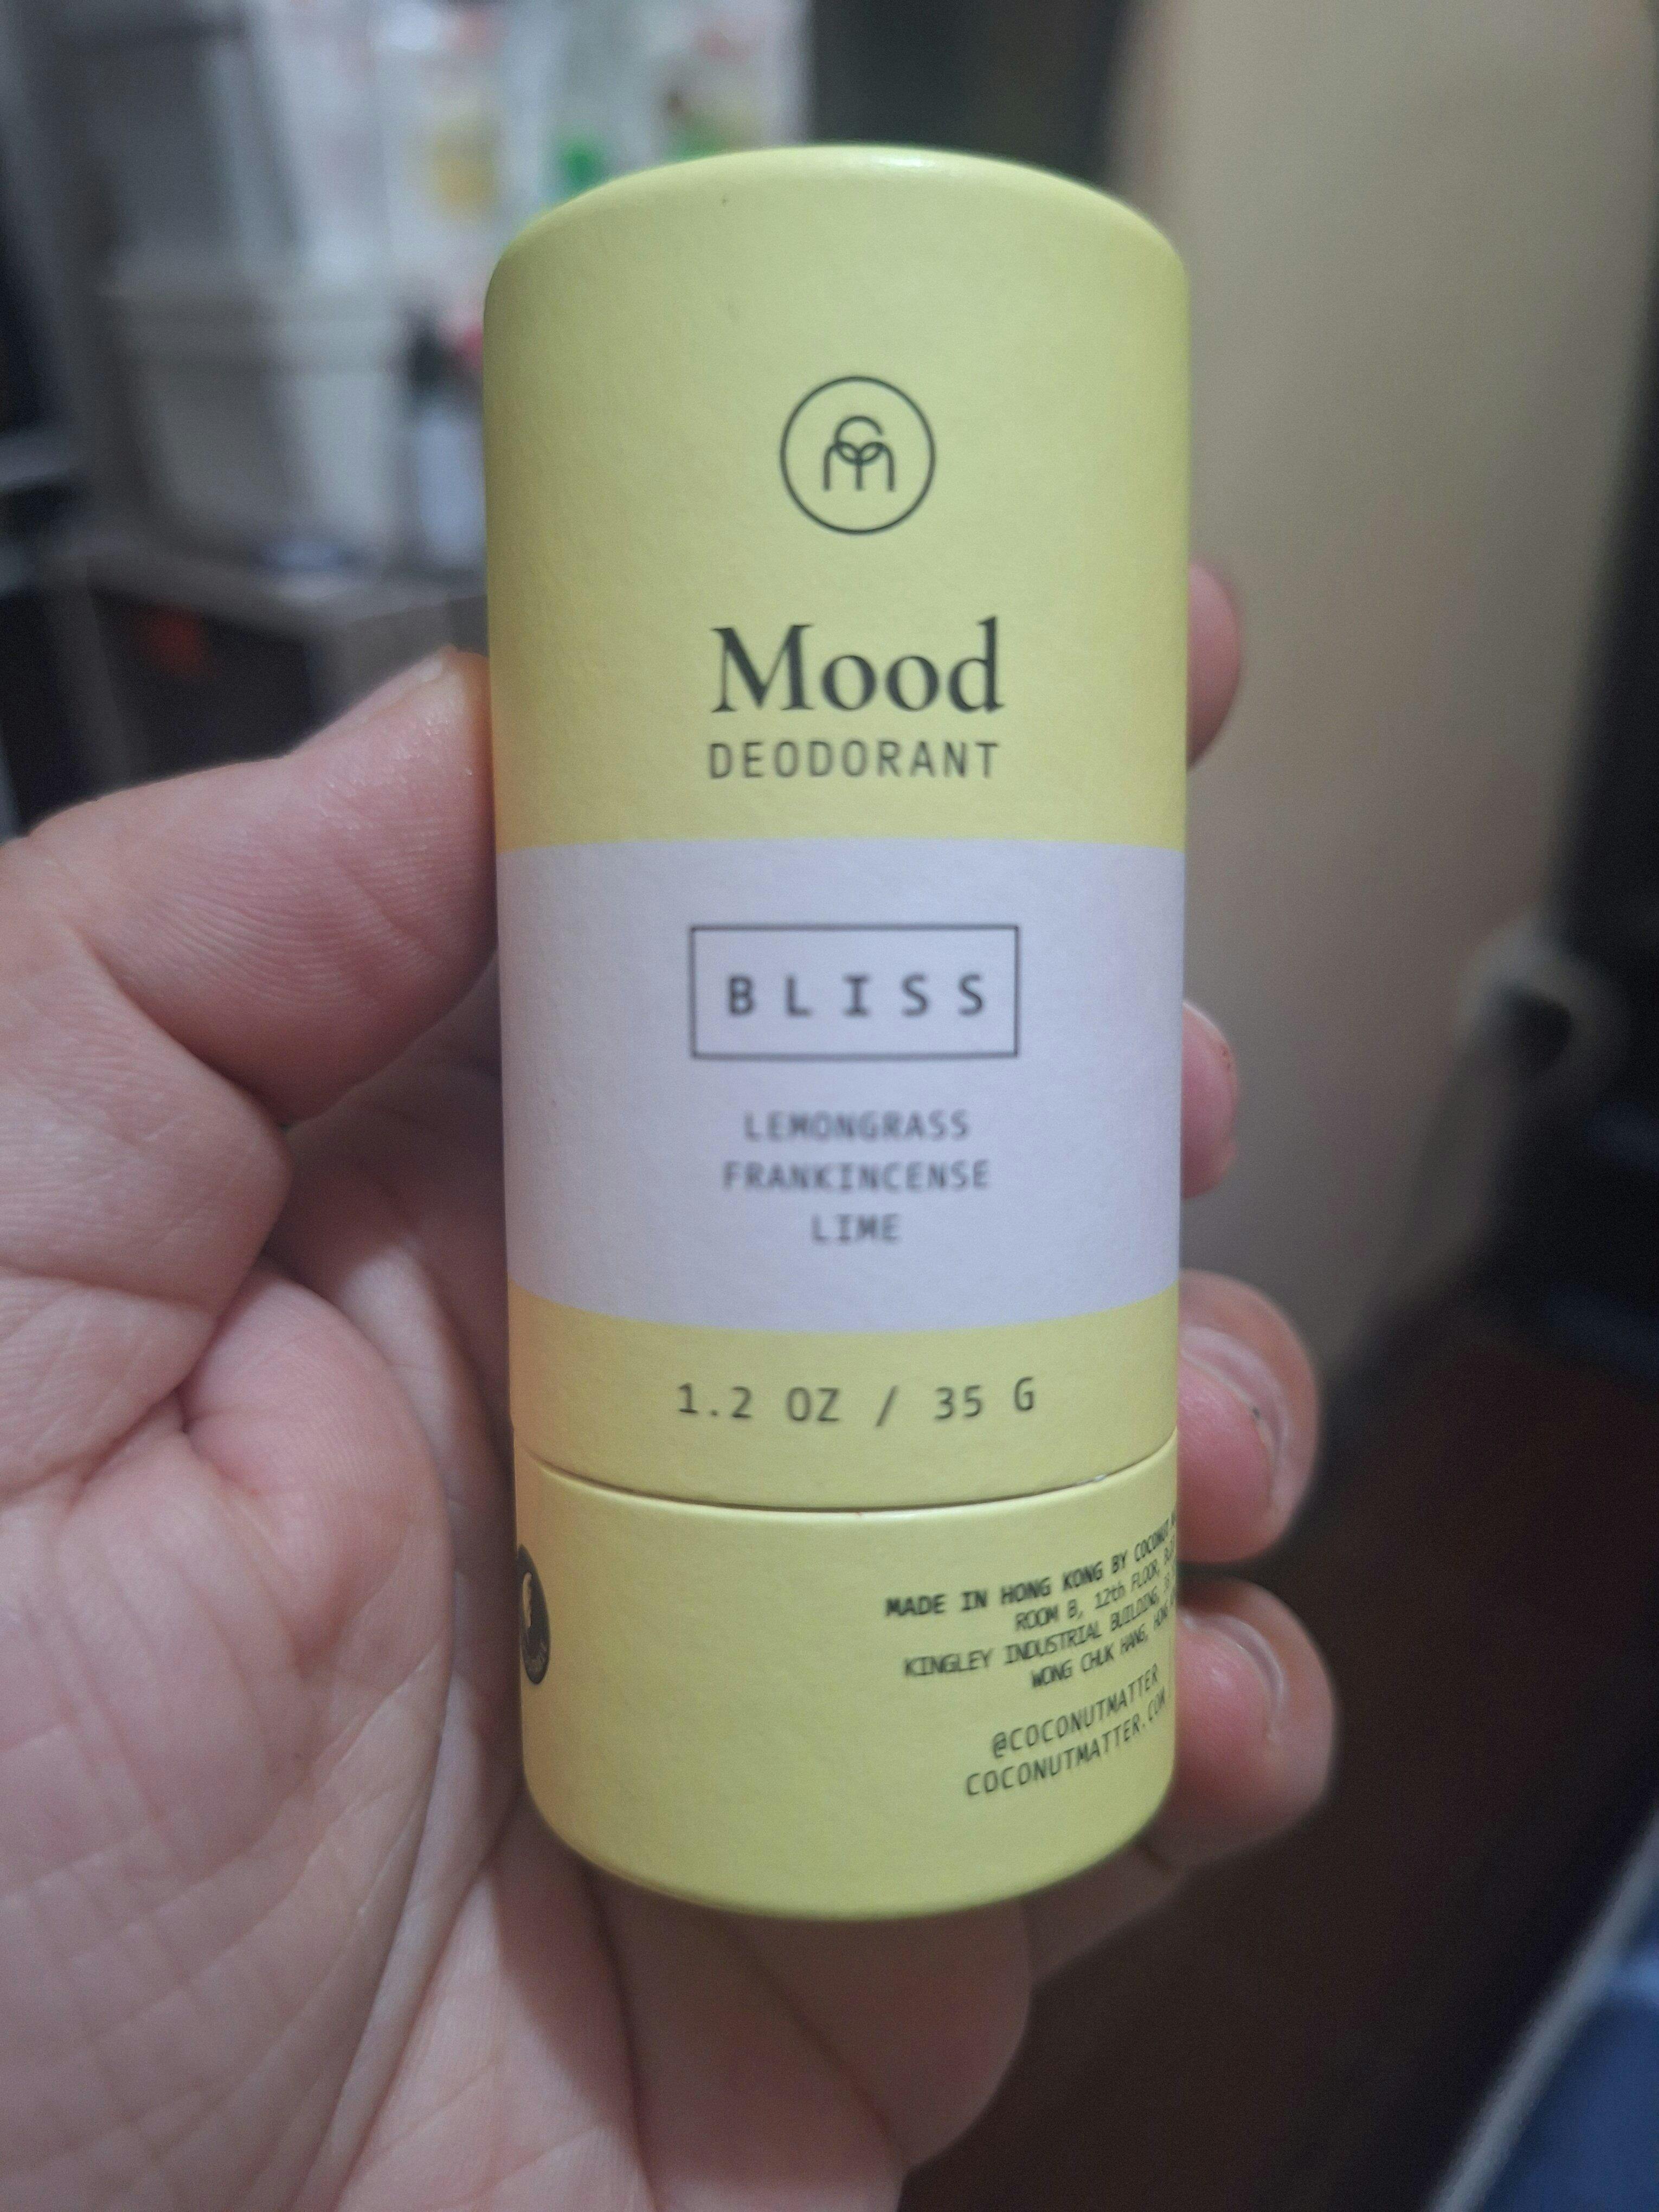 Mood
DEODORANT
BLISS
LEMONGRASS
FRANKINCENSE
LIME
1.2 OZ / 35 G
MADE IN HONG KONG BY COCONUT
ROOM B, 12th FLOOR,
KINGLEY INDUSTRIAL BUILDING,
WONG CHUK HANG,
@COCONUTMATTER
COCONUTMATTER.COM